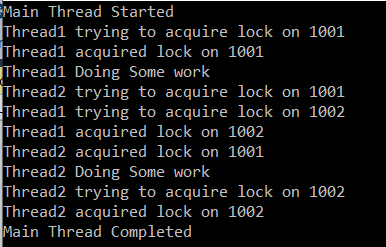 Main Thread Started
Thread1 trying to acquire lock on 1001
Thread1 acquired lock on 1001
Thread1 Doing Some work
Thread2 trying to acquire lock on 1001
Thread1 trying to acquire lock on 1002
Thread1 acquired lock on 1002
Thread2 acquired lock on 1001
Thread2 Doing Some work
Thread2 trying to acquire lock on 1002
Thread2 acquired lock on 1002
Main Thread Completed